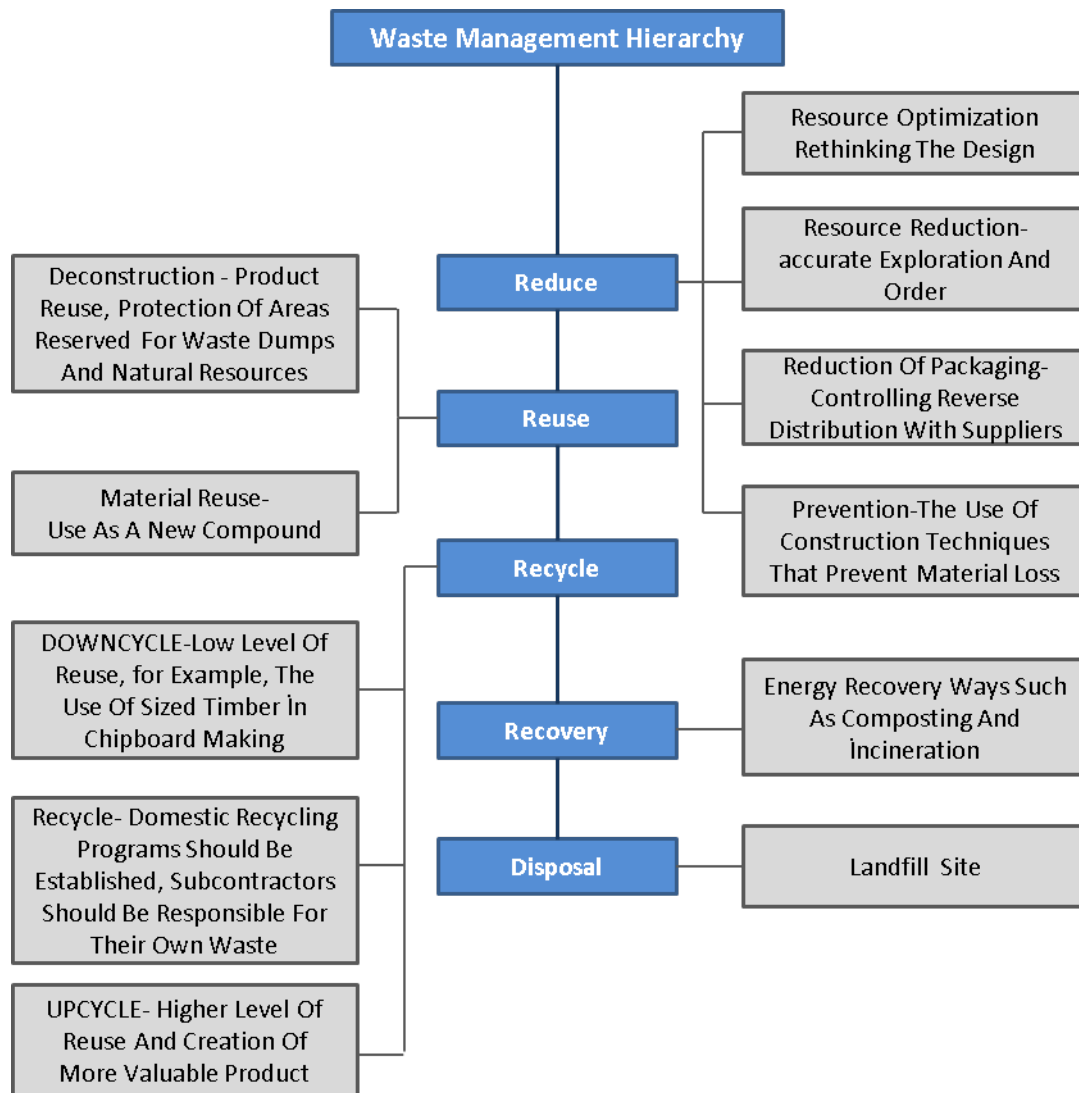 Waste Management Hierarchy
Resource Optimization
Rethinking The Design
Resource Reduction-
accurate Exploration And
Order
Reduce
Reduction Of Packaging-
Controlling Reverse
Distribution With Suppliers
Prevention-The Use Of
Construction Techniques
That Prevent Material Loss
Deconstruction - Product
Reuse, Protection Of Areas
Reserved For Waste Dumps
And Natural Resources
Reuse
Material Reuse-
Use As A New Compound
Recycle
DOWNCYCLE-Low Level Of
Reuse, for Example, The
Use Of Sized Timber İn
Chipboard Making
Recycle- Domestic Recycling
Programs Should Be
Established, Subcontractors
Should Be Responsible For
Their Own Waste
UPCYCLE- Higher Level Of
Reuse And Creation Of
More Valuable Product
Recovery
Energy Recovery Ways Such
As Composting And
İncineration
Disposal
Landfill Site